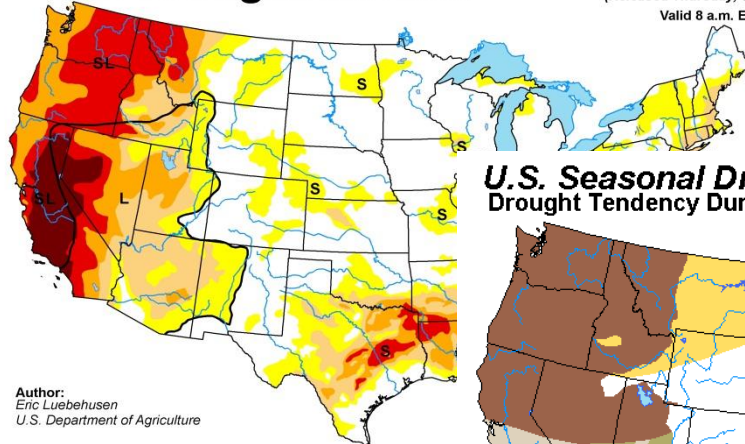 Valid 8 a.m. E
SL
S
S
SL
L
S
S
S
U.S. Seasonal Dr
Drought Tendency Dur
Author:
Eric Luebehusen
U.S. Department of Agriculture